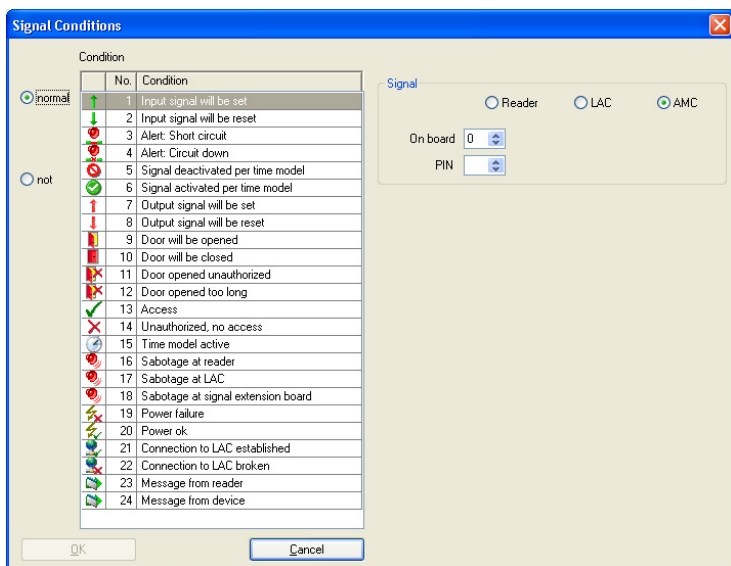 Signal Conditions
Condition
normal
not
No. Condition
1 Input signal will be set
2 Input signal will be reset
3 Alert: Short circuit
4 Alert: Circuit down
5 Signal deactivated per time model
6 Signal activated per time model
7 Output signal will be set
8 Output signal will be reset
9 Door will be opened
10 Door will be closed
11 Door opened unauthorized
12 Door opened too long
13 Access
14 Unauthorized, no access
15 Time model active
16 Sabotage at reader
17 Sabotage at LAC
18 Sabotage at signal extension board
19 Power failure
20 Power ok
21 Connection to LAC established
22 Connection to LAC broken
23 Message from reader
24 Message from device
Signal
Reader LAC AMC
On board 0
PIN
OK Cancel